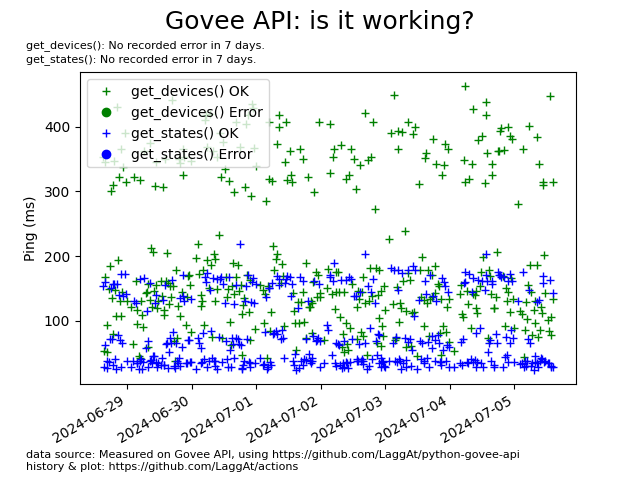 Govee API: is it working?
get_devices(): No recorded error in 7 days.
get_states(): No recorded error in 7 days.
get_devices() OK
get_devices() Error
get_states() OK
get_states() Error
Ping (ms)
400
300
200
100
2024-06-29
2024-06-30
2024-07-01
2024-07-02
2024-07-03
2024-07-04
2024-07-05
data source: Measured on Govee API, using https://github.com/LaggAt/python-govee-api
history & plot: https://github.com/LaggAt/actions